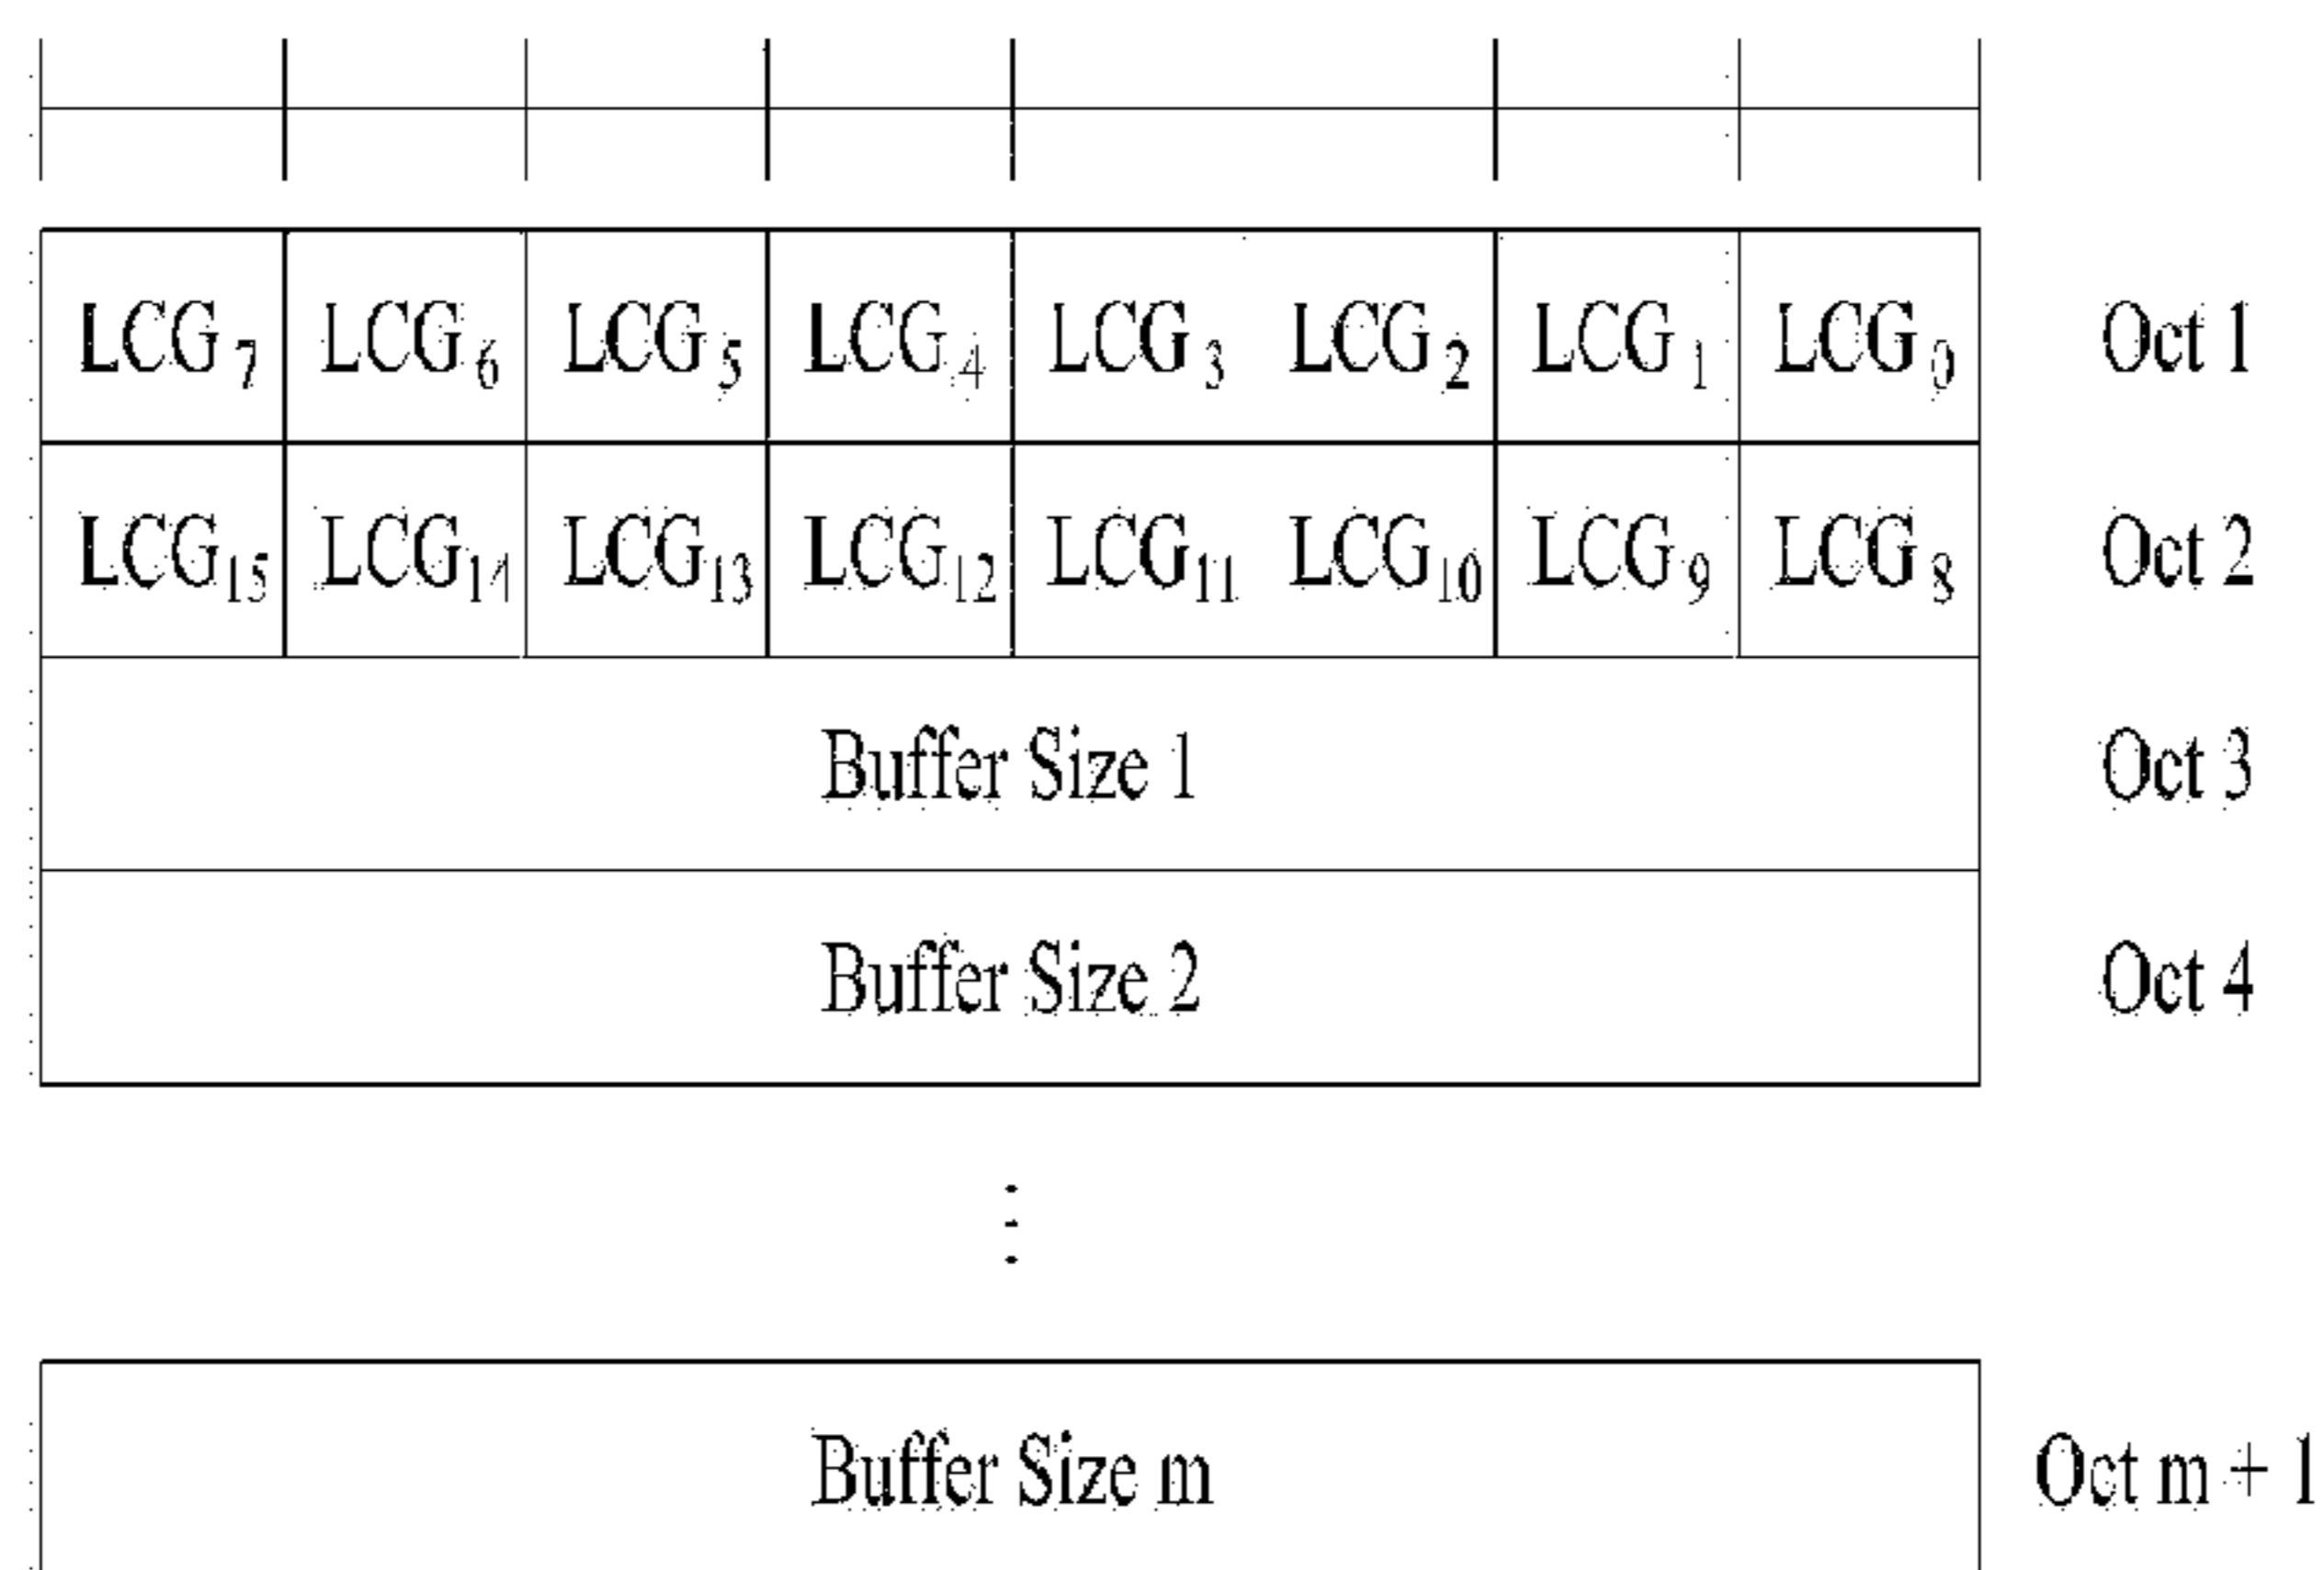 LCG7 LCG6 LCG5 LCG4 LCG3 LCG2 LCG1 LCG0 Oct 1
LCG15 LCG14 LCG13 LCG12 LCG11 LCG10 LCG9 LCG8 Oct 2
Buffer Size 1 Oct 3
Buffer Size 2 Oct 4
⋮
Buffer Size m Oct m + 1